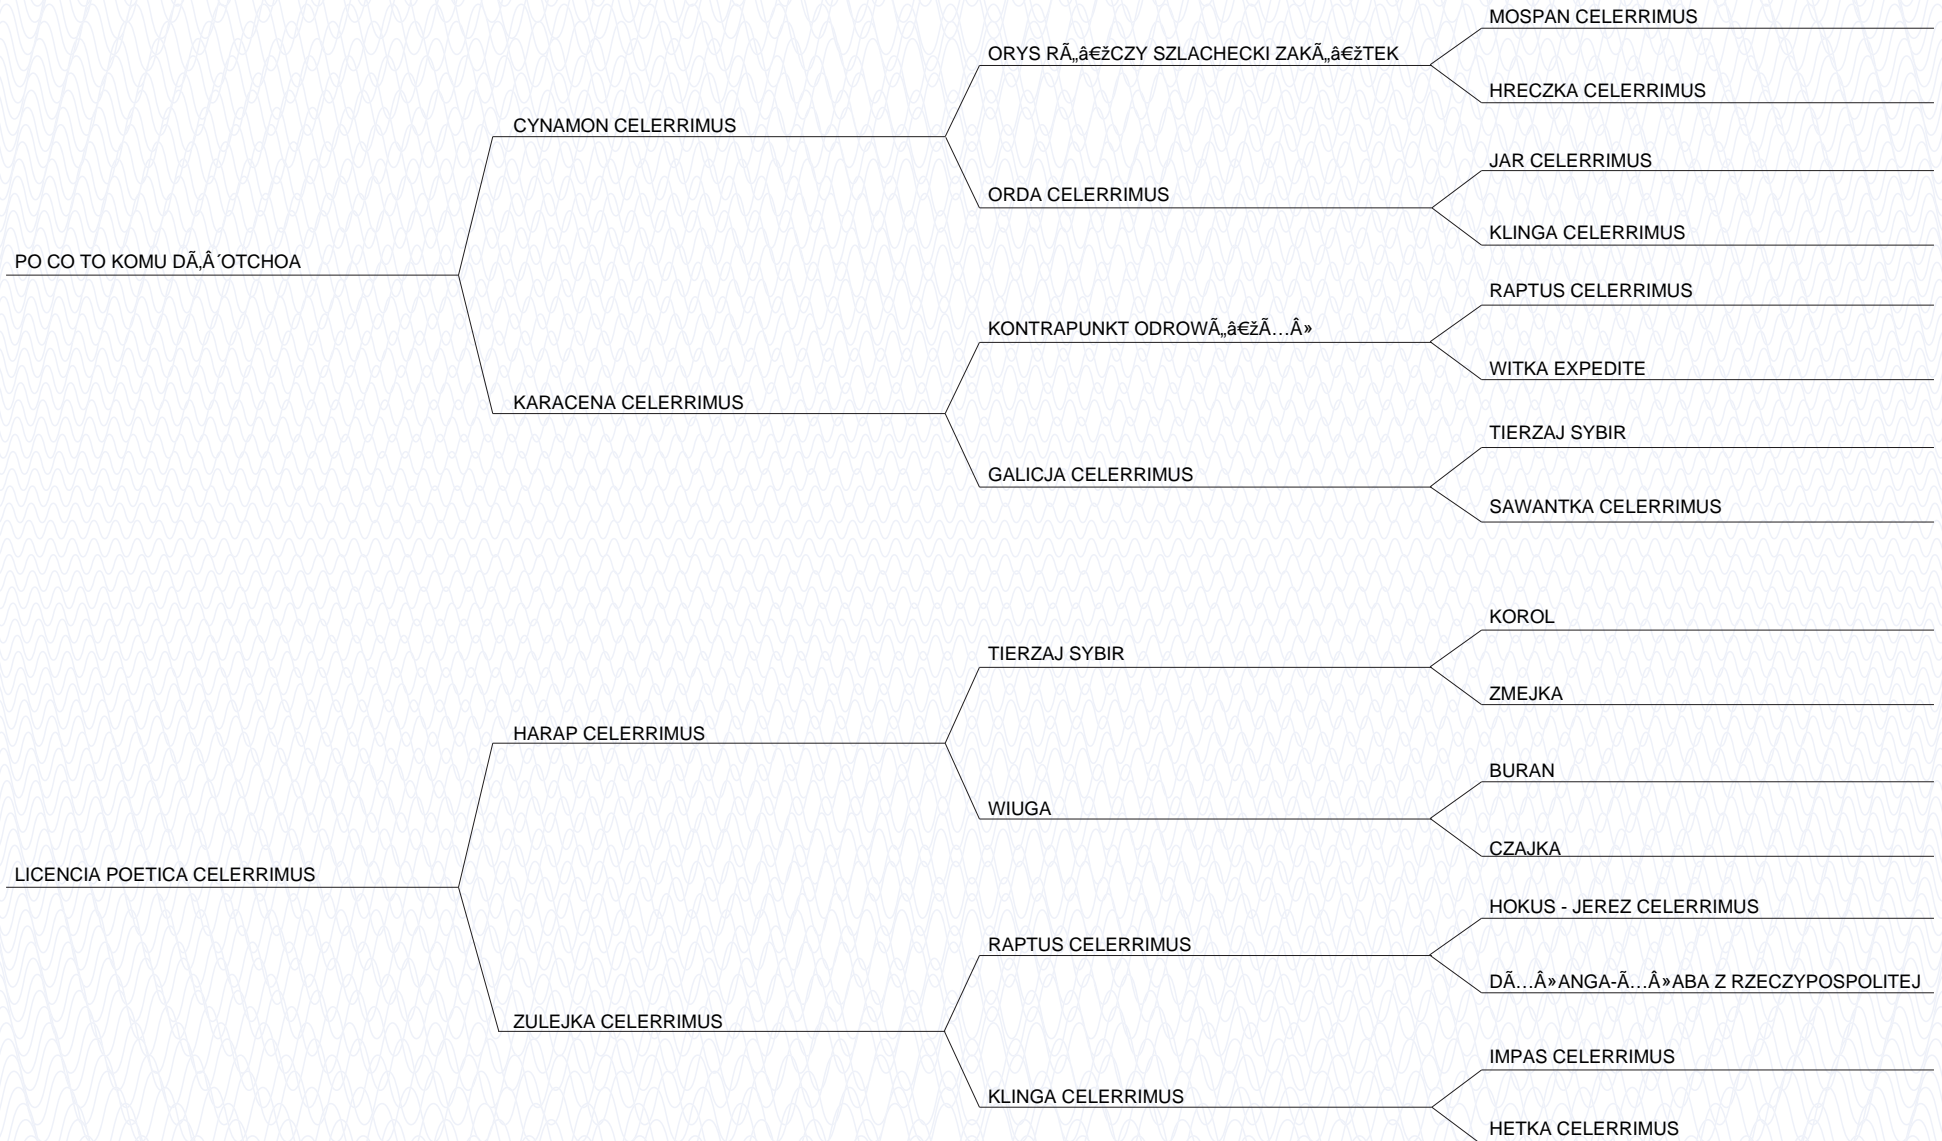 MOSPAN CELERRIMUS
ORYS RÃ„â€žCZY SZLACHECKI ZAKÃ„â€žTEK
HRECZKA CELERRIMUS
CYNAMON CELERRIMUS
JAR CELERRIMUS
ORDA CELERRIMUS
KLINGA CELERRIMUS
PO CO TO KOMU DÃ‚Â´OTCHOA
RAPTUS CELERRIMUS
KONTRAPUNKT ODROWÃ„â€žÃ…Â»
WITKA EXPEDITE
KARACENA CELERRIMUS
TIERZAJ SYBIR
GALICJA CELERRIMUS
SAWANTKA CELERRIMUS
KOROL
TIERZAJ SYBIR
ZMEJKA
HARAP CELERRIMUS
BURAN
WIUGA
CZAJKA
LICENCIA POETICA CELERRIMUS
HOKUS - JEREZ CELERRIMUS
RAPTUS CELERRIMUS
DÃ…Â»ANGA-Ã…Â»ABA Z RZECZYPOSPOLITEJ
ZULEJKA CELERRIMUS
IMPAS CELERRIMUS
KLINGA CELERRIMUS
HETKA CELERRIMUS